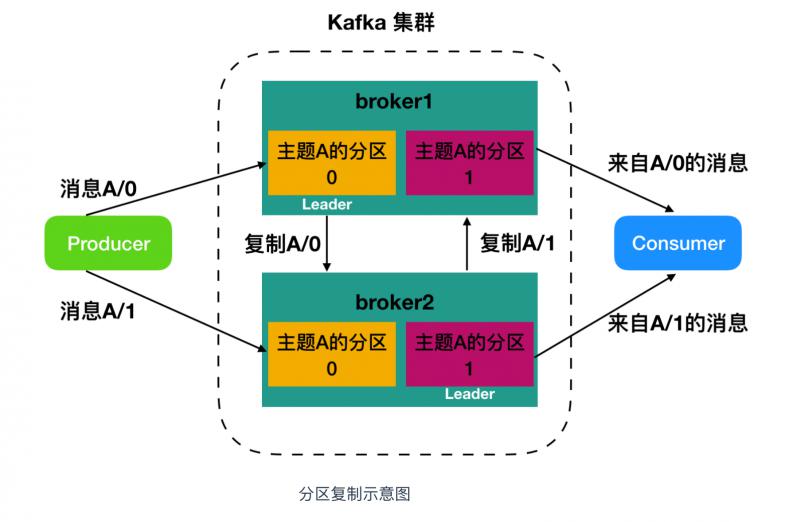 Kafka 集群
broker1
主题A的分区
0
主题A的分区
1
Leader
消息A/0
来自A/0的消息
Producer
复制A/0
复制A/1
Consumer
消息A/1
来自A/1的消息
broker2
主题A的分区
0
主题A的分区
1
Leader
分区复制示意图